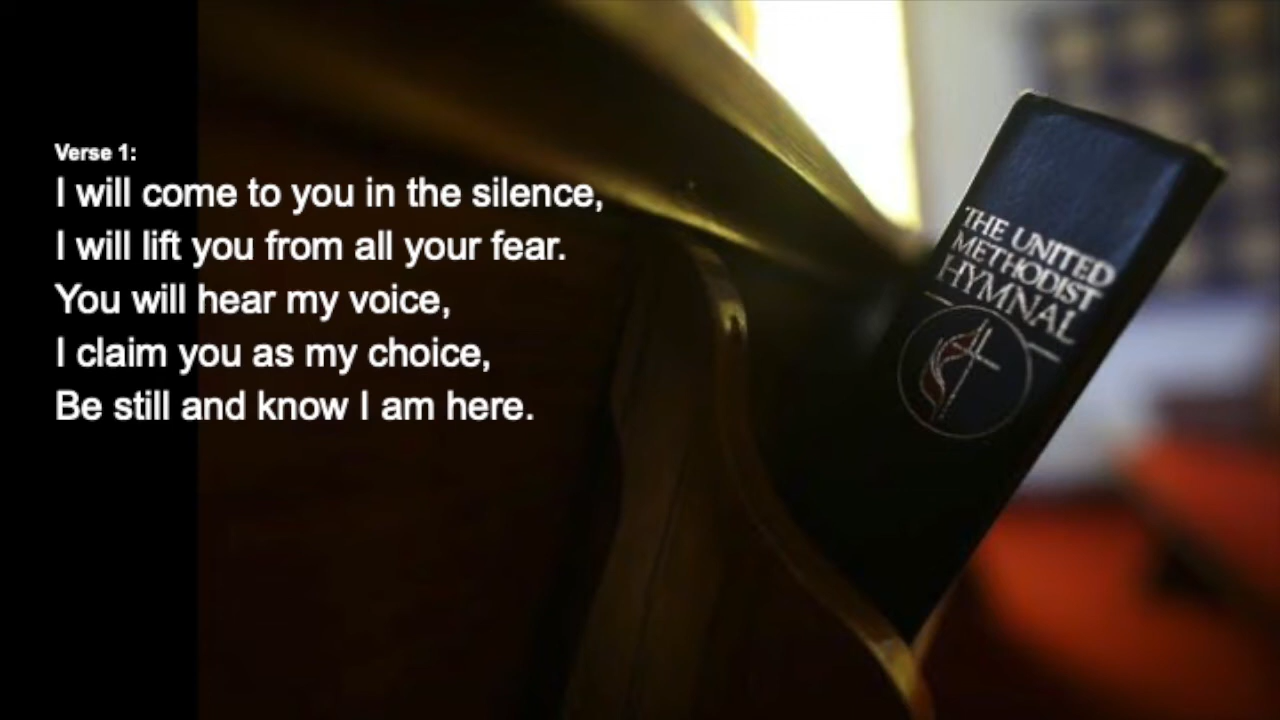 Verse 1:
I will come to you in the silence,
I will lift you from all your fear.
You will hear my voice,
I claim you as my choice,
Be still and know I am here.
THE UNITED
METHODIST
HYMNAL